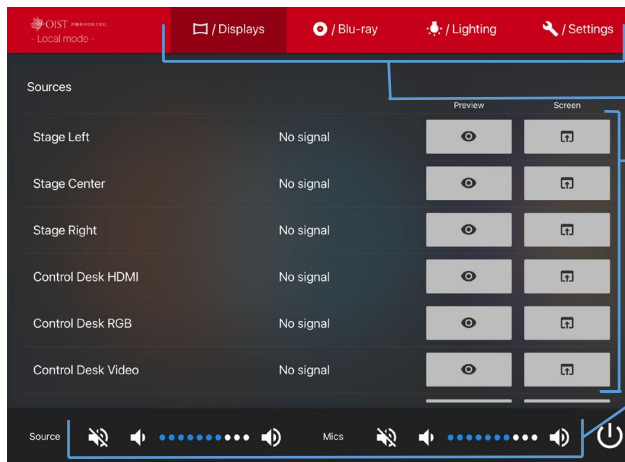 OIST
- Local mode -
/ Displays
/ Blu-ray
/ Lighting
/ Settings
Sources
Preview Screen
Stage Left No signal
Stage Center No signal
Stage Right No signal
Control Desk HDMI No signal
Control Desk RGB No signal
Control Desk Video No signal
Source Mics